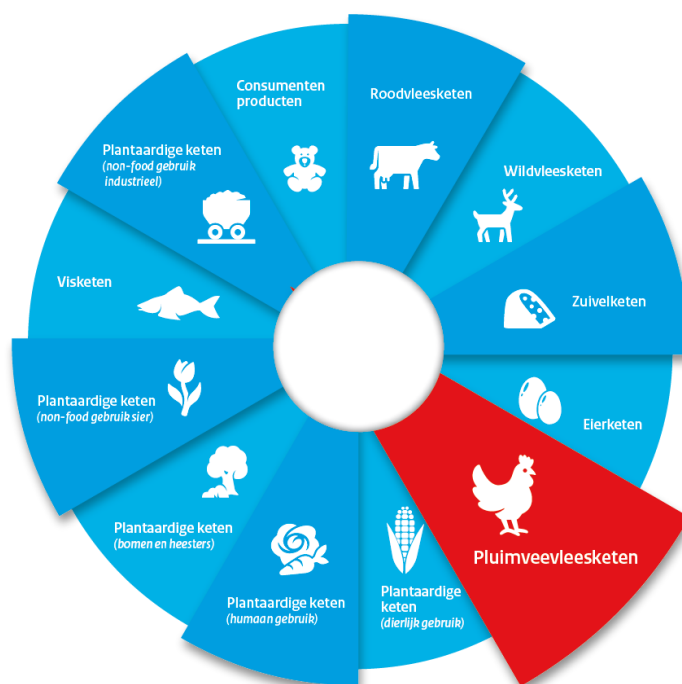 Consumenten
producten
Roodvleesketen
Plantaardige keten
(non-food gebruik
industrieel)
Wildvleesketen
Visketen
Zuivelketen
Plantaardige keten
(non-food gebruik sier)
Eierketen
Plantaardige keten
(bomen en heesters)
Pluimveevleesketen
Plantaardige keten
(humaan gebruik)
Plantaardige
keten
(dierlijk gebruik)